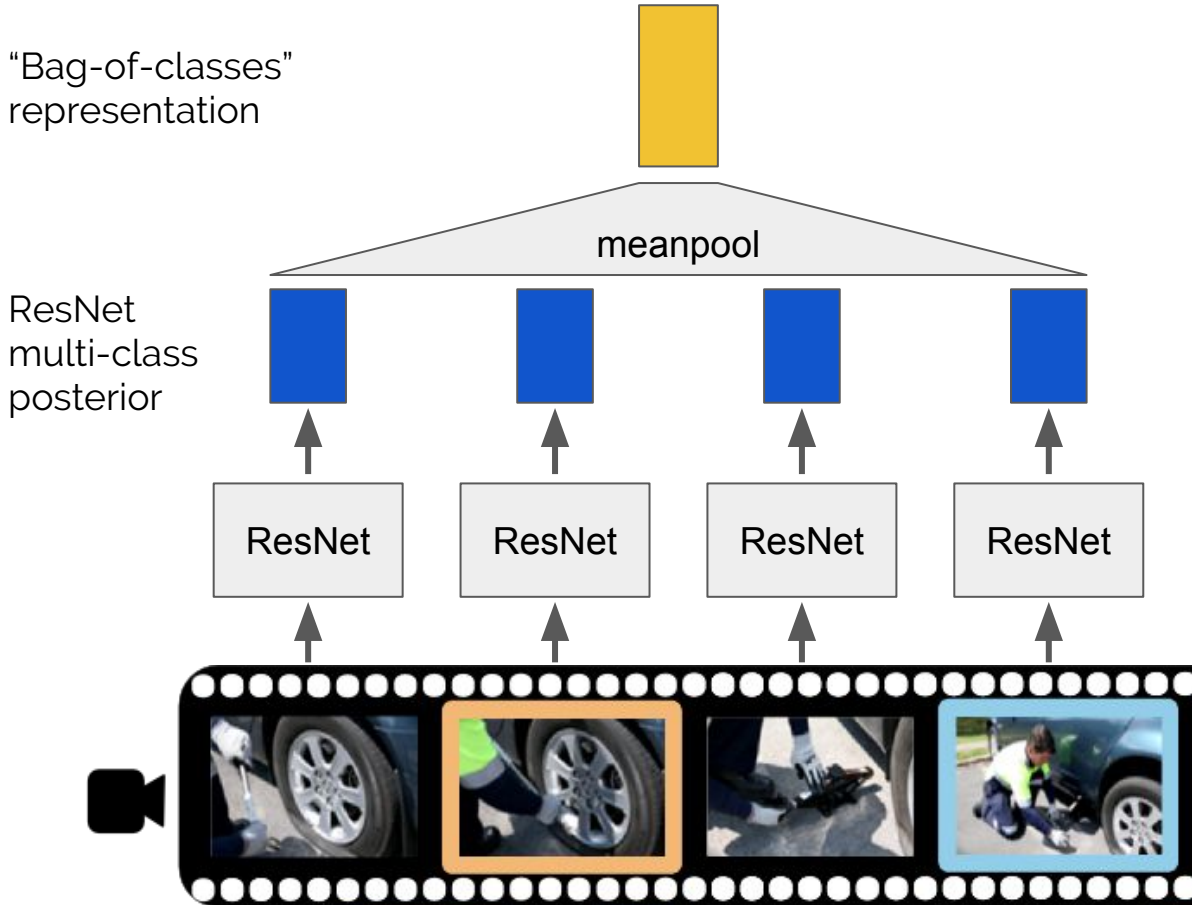 “Bag-of-classes”
representation
meanpool
ResNet
multi-class
posterior
ResNet
ResNet
ResNet
ResNet